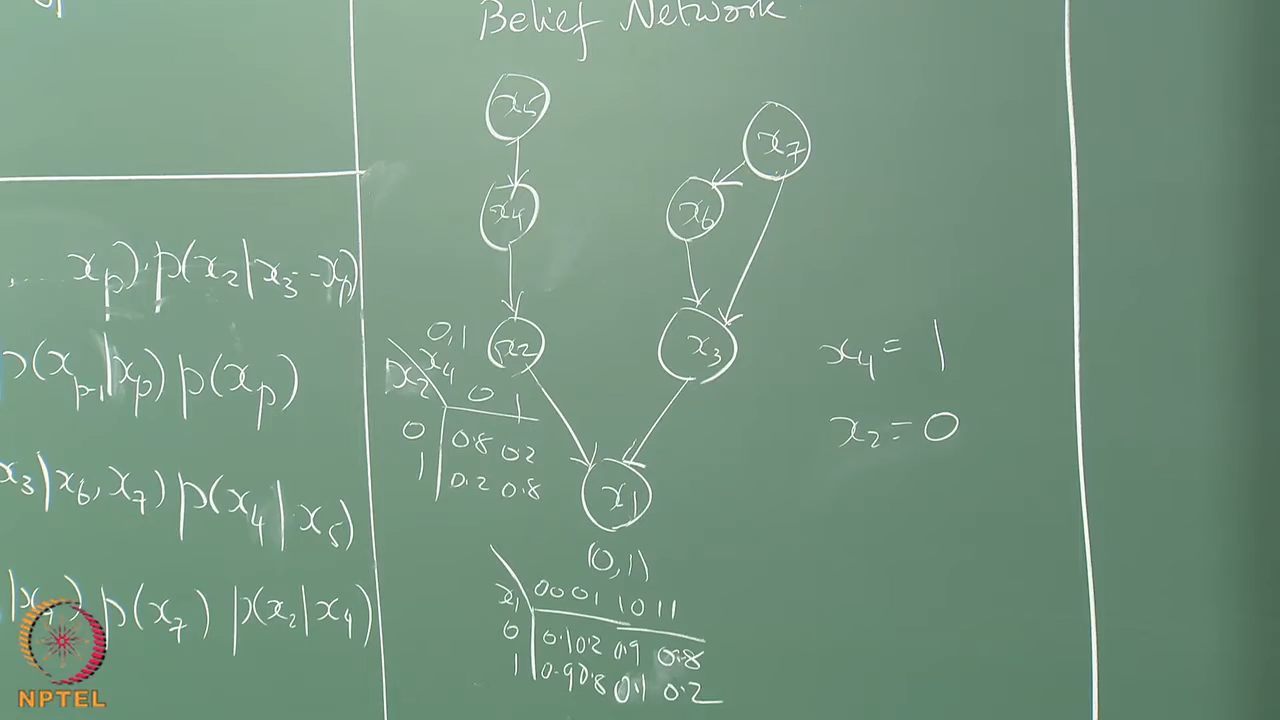 Belief Network
x5
x7
x4
x6
... xp) · p(x2|x3 - xp)
0,1
x2
x3
x4 = 1
x2 = 0
p(xp-1|xp) p(xp)
x2 x4 0 1
0 0.8 0.2
1 0.2 0.8
x1
(0,1)
x3|x6, x7) p(x4|x5)
x1 00 01 10 11
0 0.1 0.2 0.9 0.8
1 0.9 0.8 0.1 0.2
|x7) p(x7) p(x2|x4)
NPTEL